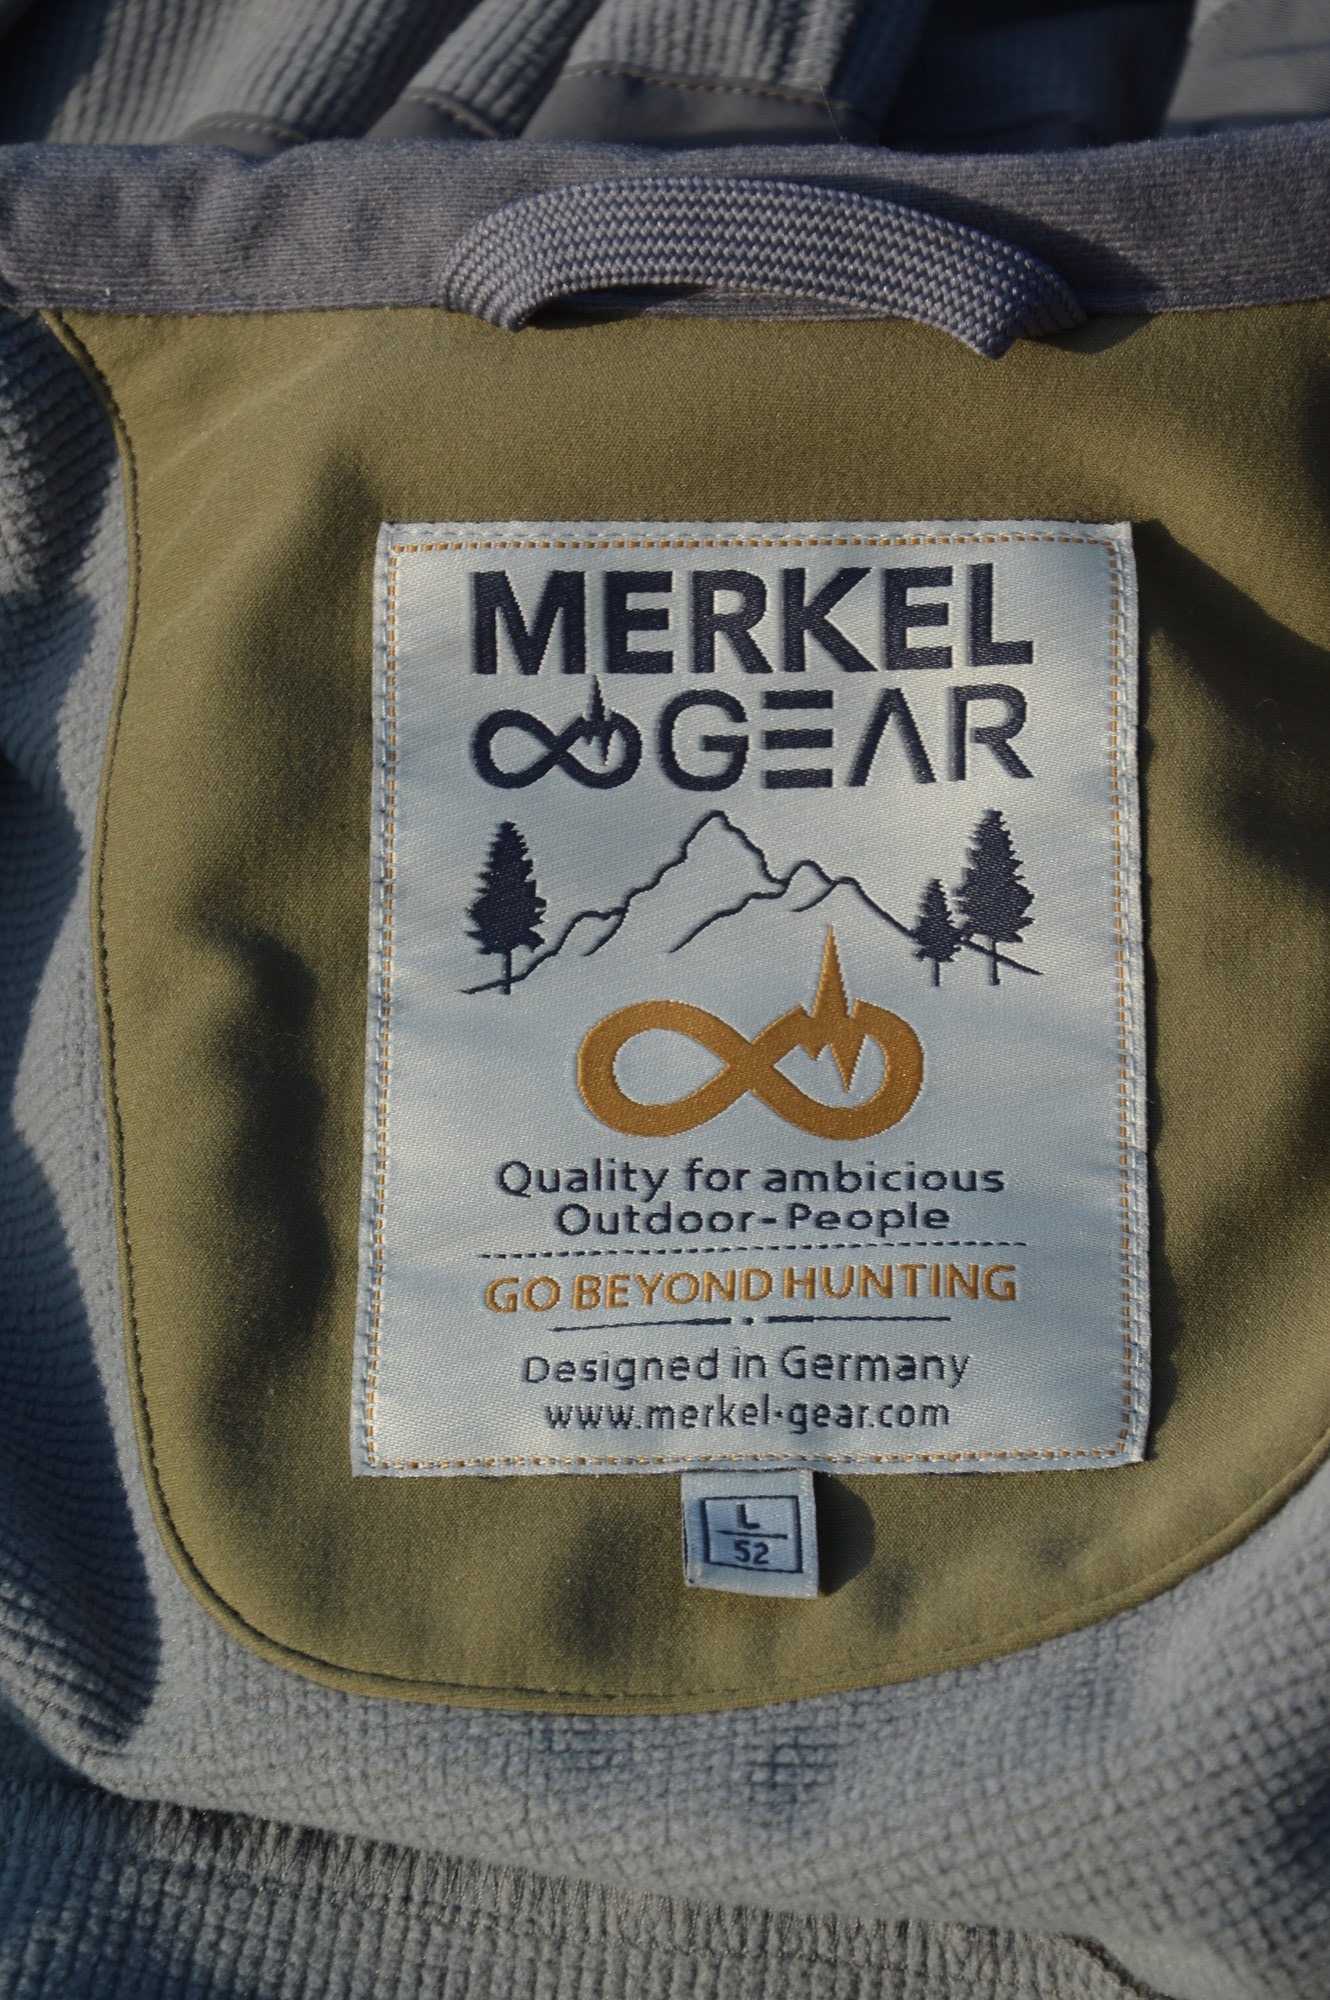 MERKEL
GEAR
Quality for ambicious
Outdoor-People
GO BEYOND HUNTING
Designed in Germany
www.merkel-gear.com
L
52